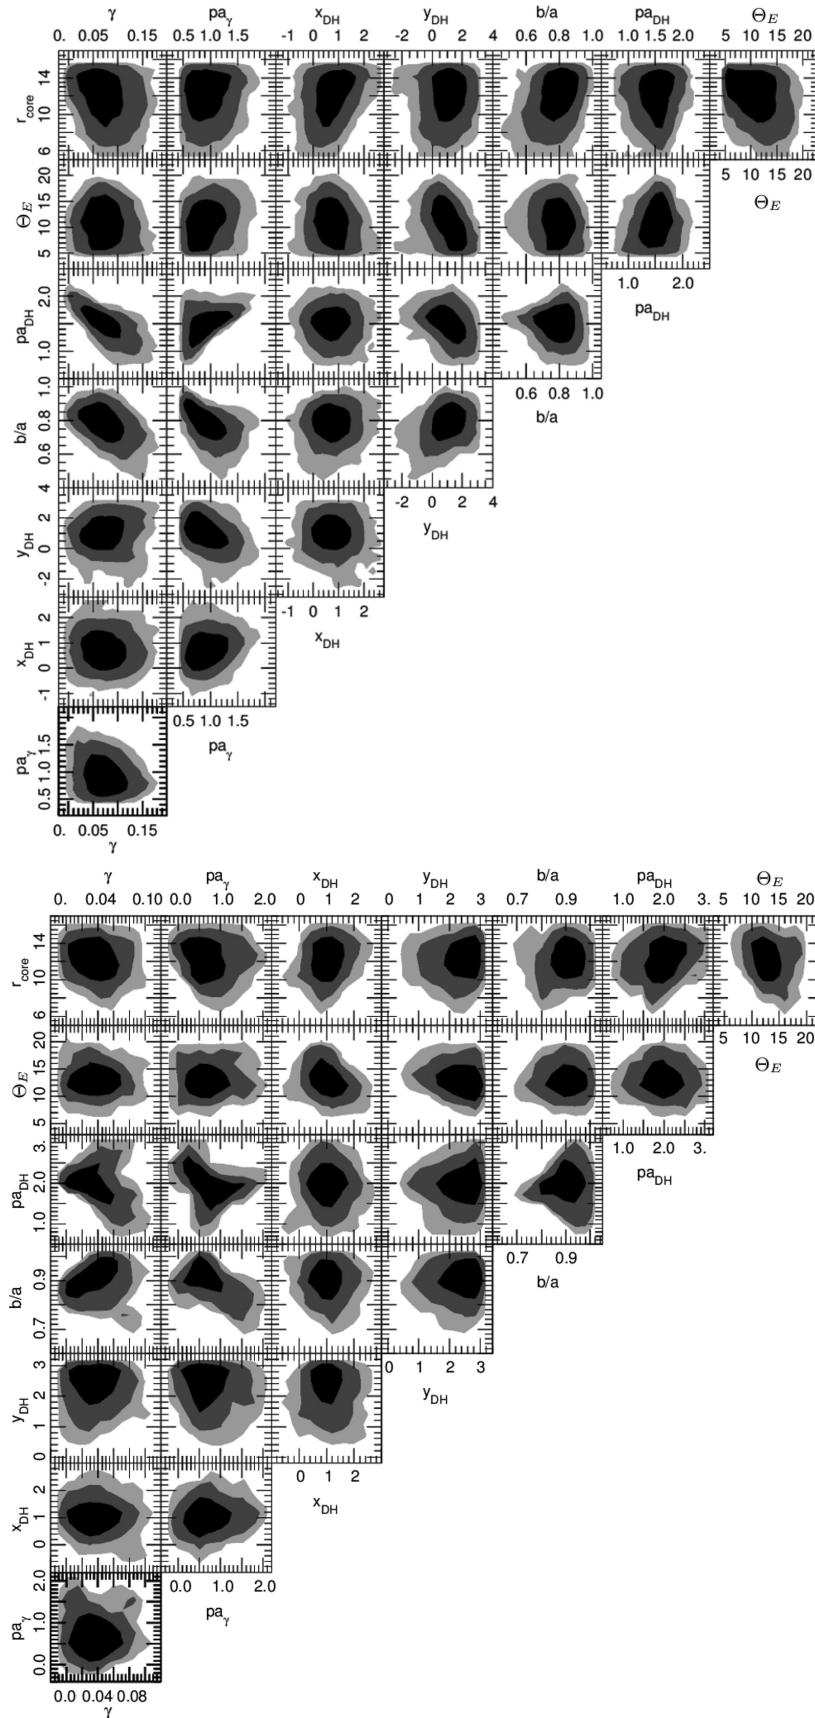 γ pa_γ x_DH y_DH b/a pa_DH Θ_E
0. 0.05 0.15 0.5 1.0 1.5 -1 0 1 2 -2 0 2 4 0.6 0.8 1.0 1.0 1.5 2.0 5 10 15 20
r_core 6 10 14
5 10 15 20
Θ_E
Θ_E 5 10 15 20
1.0 2.0
pa_DH
pa_DH 1.0 2.0
0.6 0.8 1.0
b/a
b/a 0.6 0.8 1.0
-2 0 2 4
y_DH
y_DH -2 0 2 4
-1 0 1 2
x_DH
x_DH -1 0 1 2
0.5 1.0 1.5
pa_γ
pa_γ 0.5 1.0 1.5
0. 0.05 0.15
γ
γ pa_γ x_DH y_DH b/a pa_DH Θ_E
0. 0.04 0.10 0.0 1.0 2.0 0 1 2 0 1 2 3 0.7 0.9 1.0 2.0 3. 5 10 15 20
r_core 6 10 14
5 10 15 20
Θ_E
Θ_E 5 10 15 20
1.0 2.0 3.
pa_DH
pa_DH 1.0 2.0 3.
0.7 0.9
b/a
b/a 0.7 0.9
0 1 2 3
y_DH
y_DH 0 1 2 3
0 1 2
x_DH
x_DH 0 1 2
0.0 1.0 2.0
pa_γ
pa_γ 0.0 1.0 2.0
0.0 0.04 0.08
γ